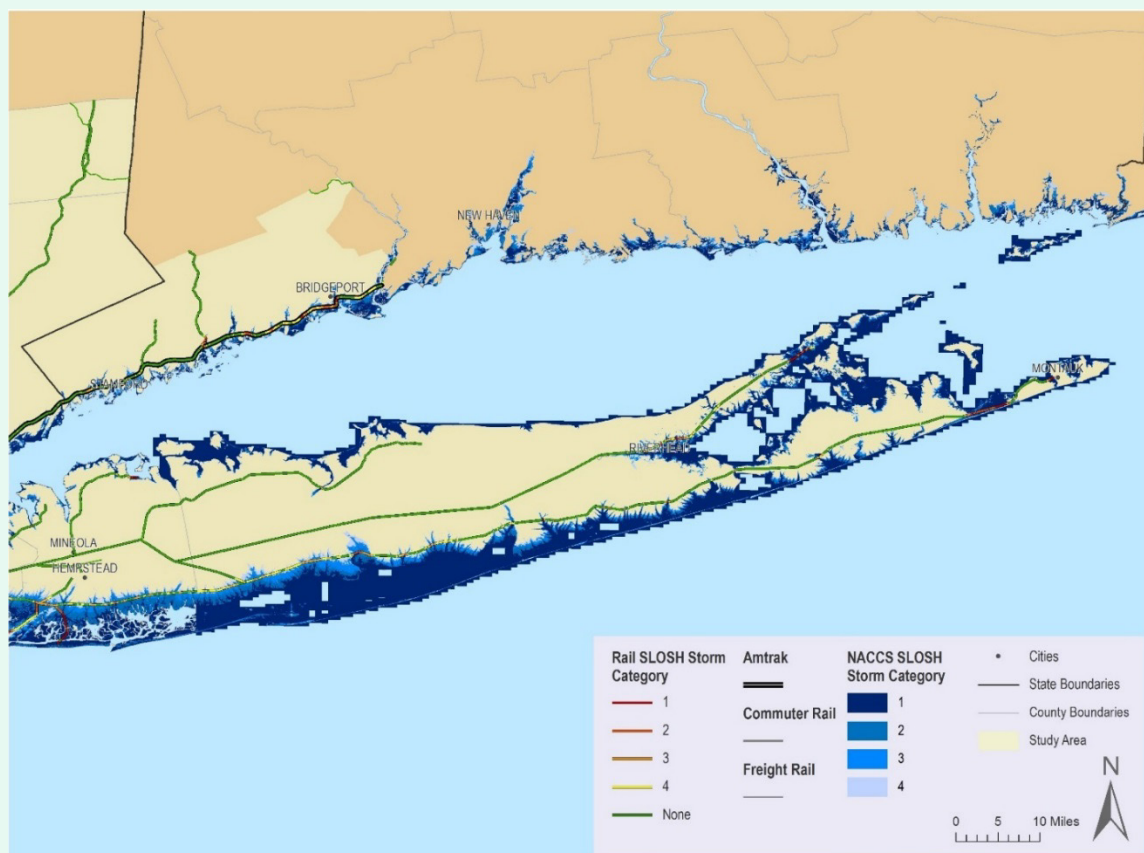 NEW HAVEN
BRIDGEPORT
STAMFORD
MONTAUK
RIVERHEAD
MINEOLA
HEMPSTEAD
Rail SLOSH Storm
Category
1
2
3
4
None
Amtrak
Commuter Rail
Freight Rail
NACCS SLOSH
Storm Category
1
2
3
4
Cities
State Boundaries
County Boundaries
Study Area
N
0 5 10 Miles